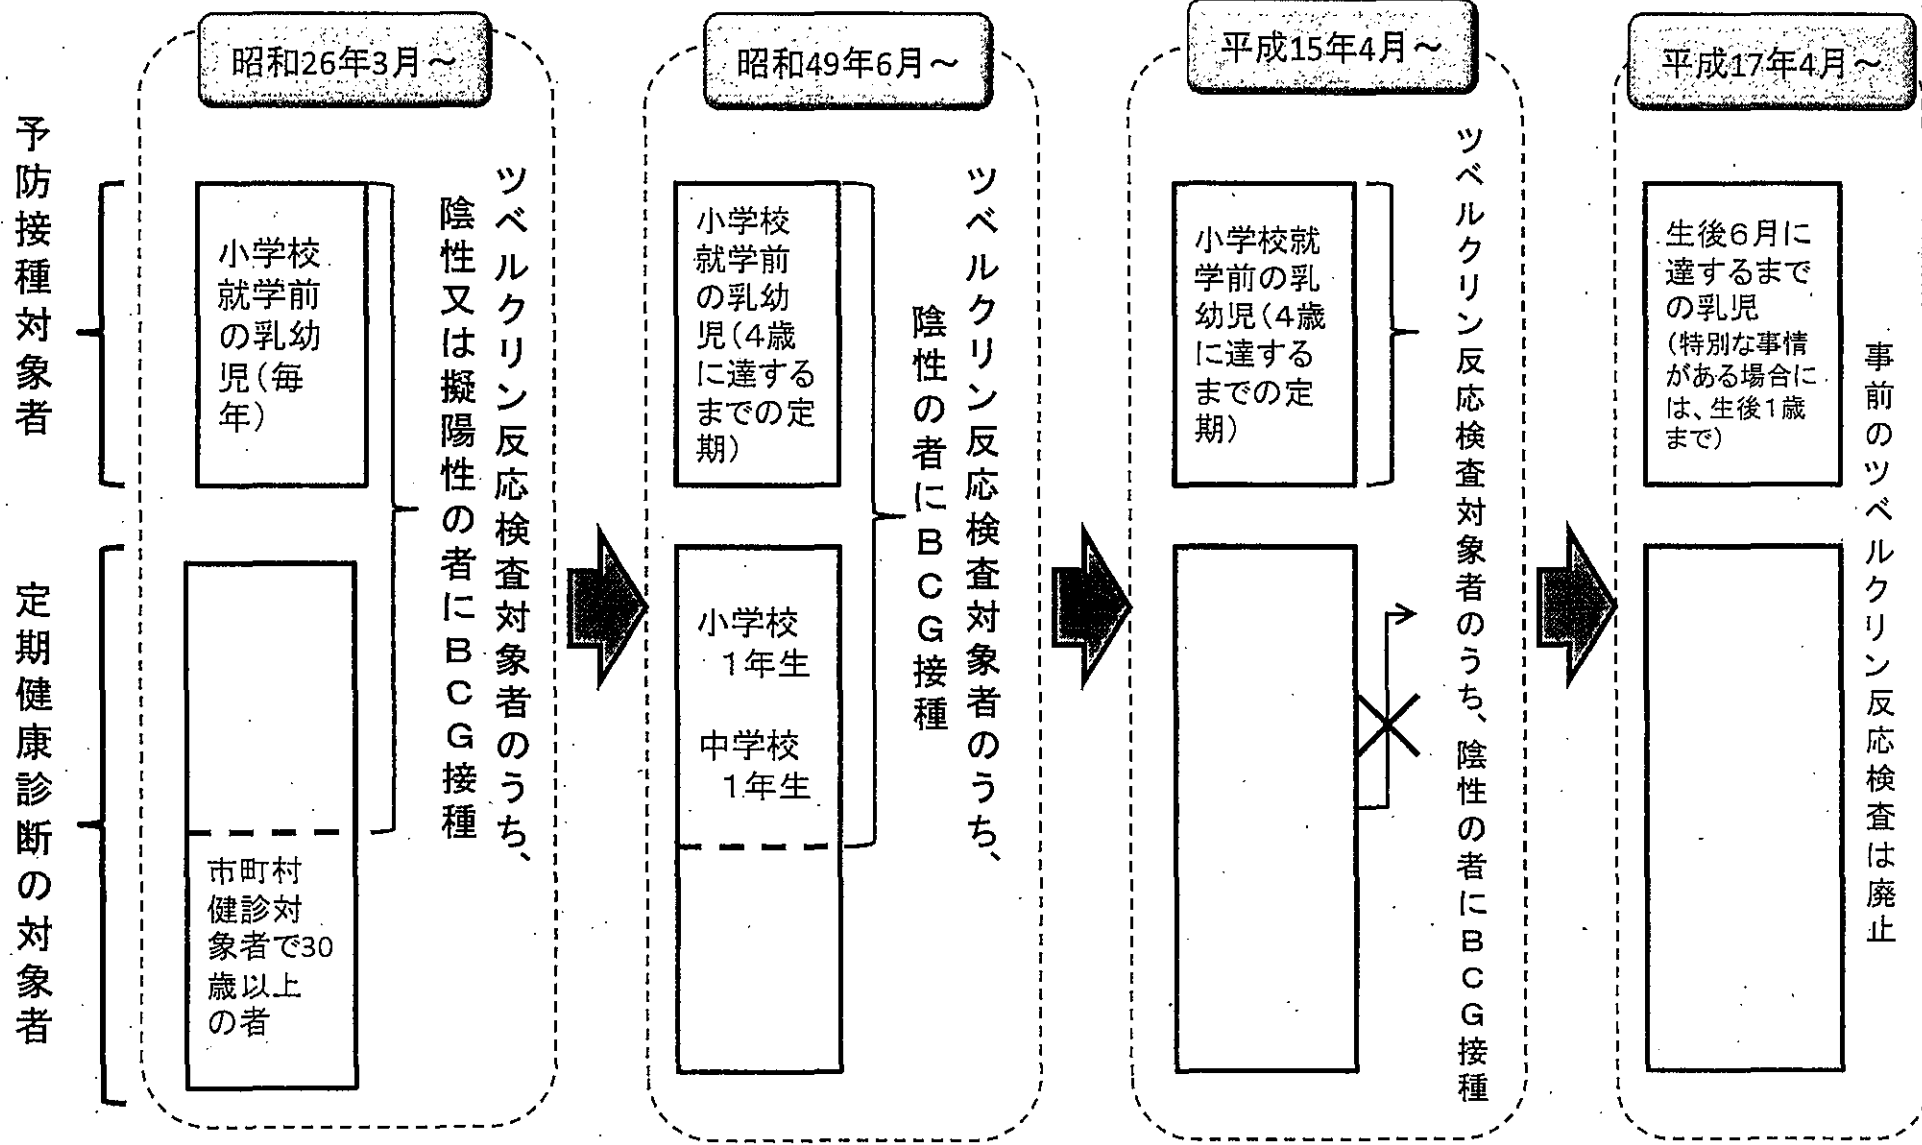 予防接種対象者
定期健康診断の対象者
昭和26年3月～
小学校
就学前
の乳幼
児(毎
年)
市町村
健診対
象者で30
歳以上
の者
ツベルクリン反応検査対象者のうち、
陰性又は擬陽性の者にBCG接種
昭和49年6月～
小学校
就学前
の乳幼
児(4歳
に達する
までの定
期)
小学校
1年生
中学校
1年生
ツベルクリン反応検査対象者のうち、
陰性の者にBCG接種
平成15年4月～
小学校就
学前の乳
幼児(4歳
に達する
までの定
期)
ツベルクリン反応検査対象者のうち、陰性の者にBCG接種
平成17年4月～
生後6月に
達するまで
の乳児
(特別な事情
がある場合に
は、生後1歳
まで)
事前のツベルクリン反応検査は廃止